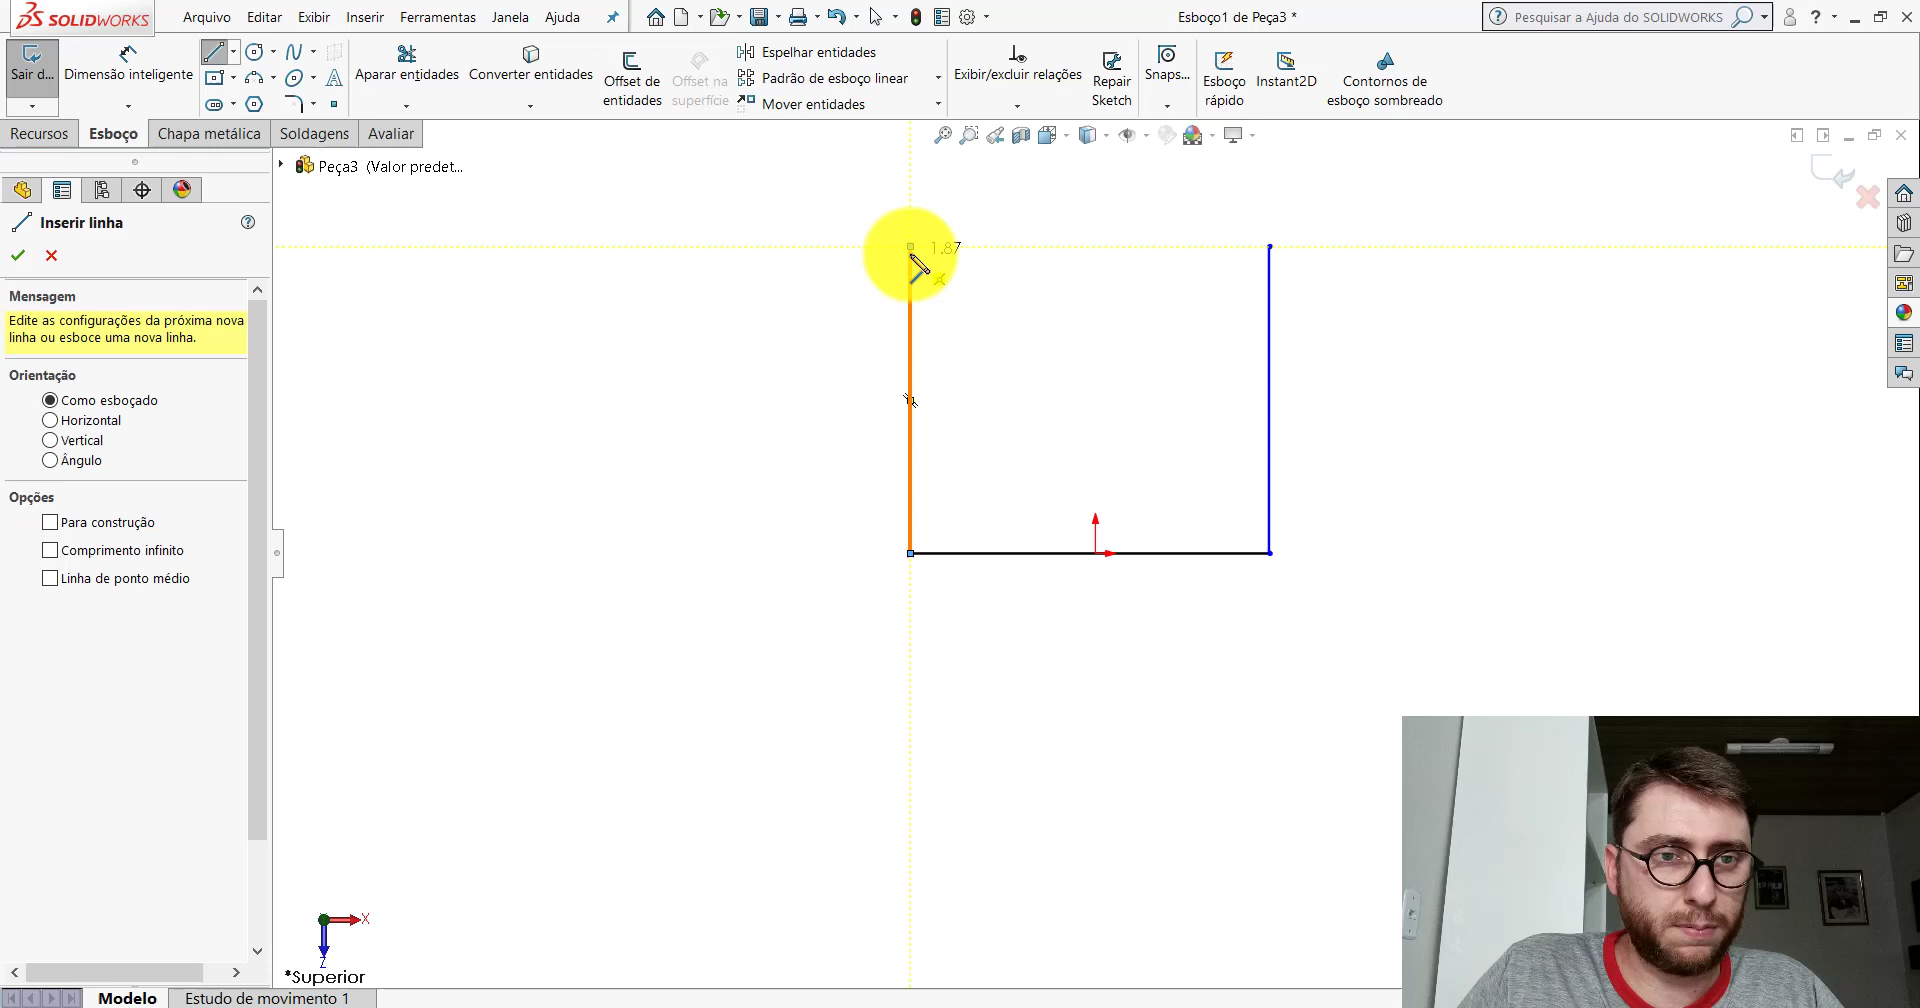 SOLIDWORKS
Arquivo Editar Exibir Inserir Ferramentas Janela Ajuda
Esboço1 de Peça3 *
Pesquisar a Ajuda do SOLIDWORKS
Sair d...
Dimensão inteligente
Aparar entidades
Converter entidades
Offset de
entidades
Offset na
superfície
Espelhar entidades
Padrão de esboço linear
Mover entidades
Exibir/excluir relações
Repair
Sketch
Snaps...
Esboço
rápido
Instant2D
Contornos de
esboço sombreado
Recursos Esboço Chapa metálica Soldagens Avaliar
Peça3 (Valor predet...
Inserir linha
Mensagem
Edite as configurações da próxima nova
linha ou esboce uma nova linha.
Orientação
Como esboçado
Horizontal
Vertical
Ângulo
Opções
Para construção
Comprimento infinito
Linha de ponto médio
1.87
X
Z
*Superior
Modelo Estudo de movimento 1